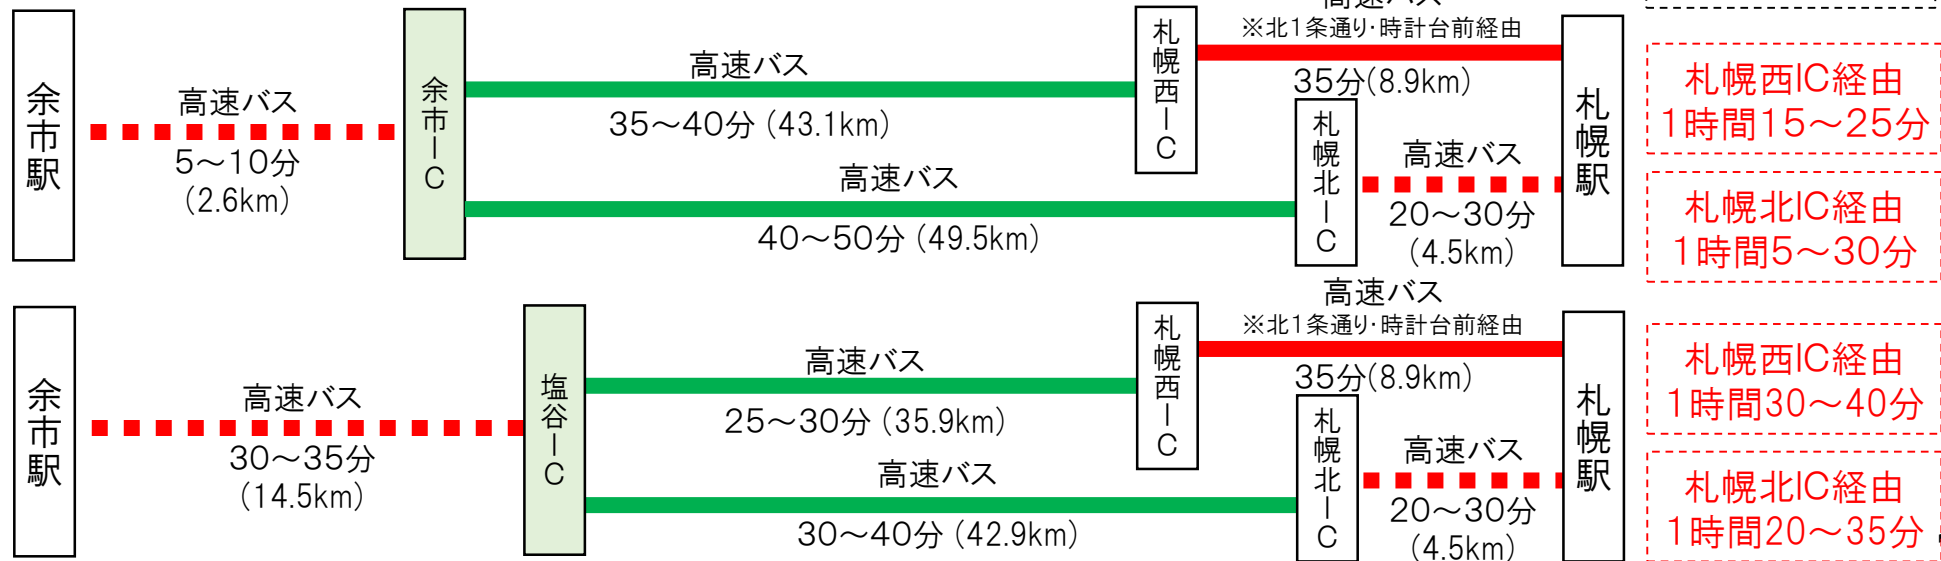 高速バス
※北1条通り・時計台前経由
余市駅
高速バス
5～10分
(2.6km)
余市IC
高速バス
35～40分 (43.1km)
札幌西IC
35分(8.9km)
高速バス
40～50分 (49.5km)
札幌北IC
高速バス
20～30分
(4.5km)
札幌駅
札幌西IC経由
1時間15～25分
札幌北IC経由
1時間5～30分
余市駅
高速バス
30～35分
(14.5km)
塩谷IC
高速バス
25～30分 (35.9km)
札幌西IC
高速バス
※北1条通り・時計台前経由
35分(8.9km)
高速バス
30～40分 (42.9km)
札幌北IC
高速バス
20～30分
(4.5km)
札幌駅
札幌西IC経由
1時間30～40分
札幌北IC経由
1時間20～35分